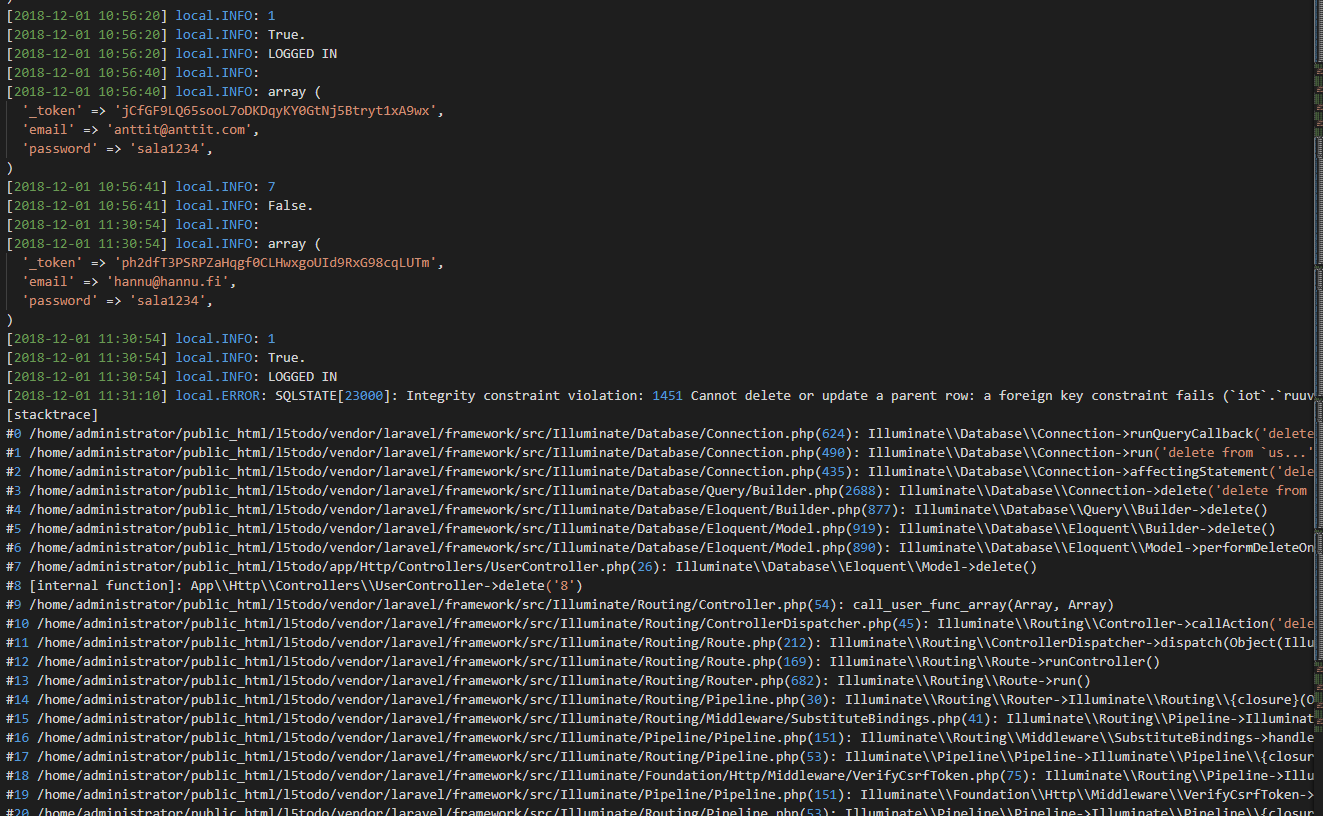 )
[2018-12-01 10:56:20] local.INFO: 1
[2018-12-01 10:56:20] local.INFO: True.
[2018-12-01 10:56:20] local.INFO: LOGGED IN
[2018-12-01 10:56:40] local.INFO:
[2018-12-01 10:56:40] local.INFO: array (
'_token' => 'jCfGF9LQ65sooL7oDKDqyKY0GtNj5Btryt1xA9wx',
'email' => 'anttit@anttit.com',
'password' => 'sala1234',
)
[2018-12-01 10:56:41] local.INFO: 7
[2018-12-01 10:56:41] local.INFO: False.
[2018-12-01 11:30:54] local.INFO:
[2018-12-01 11:30:54] local.INFO: array (
'_token' => 'ph2dfT3PSRPZaHqgf0CLHwxgoUId9RxG98cqLUTm',
'email' => 'hannu@hannu.fi',
'password' => 'sala1234',
)
[2018-12-01 11:30:54] local.INFO: 1
[2018-12-01 11:30:54] local.INFO: True.
[2018-12-01 11:30:54] local.INFO: LOGGED IN
[2018-12-01 11:31:10] local.ERROR: SQLSTATE[23000]: Integrity constraint violation: 1451 Cannot delete or update a parent row: a foreign key constraint fails (`iot`.`ruuv
[stacktrace]
#0 /home/administrator/public_html/l5todo/vendor/laravel/framework/src/Illuminate/Database/Connection.php(624): Illuminate\\Database\\Connection->runQueryCallback('delete
#1 /home/administrator/public_html/l5todo/vendor/laravel/framework/src/Illuminate/Database/Connection.php(490): Illuminate\\Database\\Connection->run('delete from `us...'
#2 /home/administrator/public_html/l5todo/vendor/laravel/framework/src/Illuminate/Database/Connection.php(435): Illuminate\\Database\\Connection->affectingStatement('dele
#3 /home/administrator/public_html/l5todo/vendor/laravel/framework/src/Illuminate/Database/Query/Builder.php(2688): Illuminate\\Database\\Connection->delete('delete from
#4 /home/administrator/public_html/l5todo/vendor/laravel/framework/src/Illuminate/Database/Eloquent/Builder.php(877): Illuminate\\Database\\Query\\Builder->delete()
#5 /home/administrator/public_html/l5todo/vendor/laravel/framework/src/Illuminate/Database/Eloquent/Model.php(919): Illuminate\\Database\\Eloquent\\Builder->delete()
#6 /home/administrator/public_html/l5todo/vendor/laravel/framework/src/Illuminate/Database/Eloquent/Model.php(890): Illuminate\\Database\\Eloquent\\Model->performDeleteOn
#7 /home/administrator/public_html/l5todo/app/Http/Controllers/UserController.php(26): Illuminate\\Database\\Eloquent\\Model->delete()
#8 [internal function]: App\\Http\\Controllers\\UserController->delete('8')
#9 /home/administrator/public_html/l5todo/vendor/laravel/framework/src/Illuminate/Routing/Controller.php(54): call_user_func_array(Array, Array)
#10 /home/administrator/public_html/l5todo/vendor/laravel/framework/src/Illuminate/Routing/ControllerDispatcher.php(45): Illuminate\\Routing\\Controller->callAction('dele
#11 /home/administrator/public_html/l5todo/vendor/laravel/framework/src/Illuminate/Routing/Route.php(212): Illuminate\\Routing\\ControllerDispatcher->dispatch(Object(Illu
#12 /home/administrator/public_html/l5todo/vendor/laravel/framework/src/Illuminate/Routing/Route.php(169): Illuminate\\Routing\\Route->runController()
#13 /home/administrator/public_html/l5todo/vendor/laravel/framework/src/Illuminate/Routing/Router.php(682): Illuminate\\Routing\\Route->run()
#14 /home/administrator/public_html/l5todo/vendor/laravel/framework/src/Illuminate/Routing/Pipeline.php(30): Illuminate\\Routing\\Router->Illuminate\\Routing\\{closure}(O
#15 /home/administrator/public_html/l5todo/vendor/laravel/framework/src/Illuminate/Routing/Middleware/SubstituteBindings.php(41): Illuminate\\Routing\\Pipeline->Illuminat
#16 /home/administrator/public_html/l5todo/vendor/laravel/framework/src/Illuminate/Pipeline/Pipeline.php(151): Illuminate\\Routing\\Middleware\\SubstituteBindings->handle
#17 /home/administrator/public_html/l5todo/vendor/laravel/framework/src/Illuminate/Routing/Pipeline.php(53): Illuminate\\Pipeline\\Pipeline->Illuminate\\Pipeline\\{closur
#18 /home/administrator/public_html/l5todo/vendor/laravel/framework/src/Illuminate/Foundation/Http/Middleware/VerifyCsrfToken.php(75): Illuminate\\Routing\\Pipeline->Illu
#19 /home/administrator/public_html/l5todo/vendor/laravel/framework/src/Illuminate/Pipeline/Pipeline.php(151): Illuminate\\Foundation\\Http\\Middleware\\VerifyCsrfToken->
#20 /home/administrator/public_html/l5todo/vendor/laravel/framework/src/Illuminate/Routing/Pipeline.php(53): Illuminate\\Pipeline\\Pipeline->Illuminate\\Pipeline\\{closur